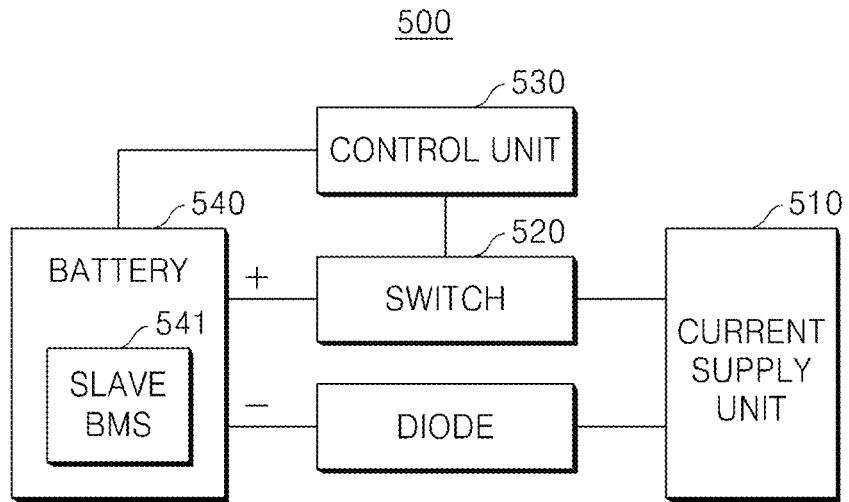 500
530
CONTROL UNIT
540
520
510
BATTERY
+
SWITCH
541
CURRENT
SUPPLY
UNIT
SLAVE
BMS
−
DIODE